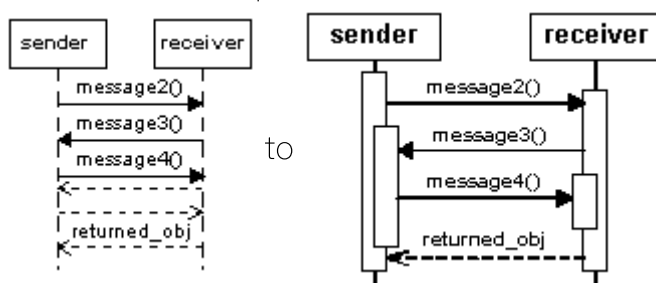 sender receiver
message2()
message3()
message4()
returned_obj
to
sender receiver
message2()
message3()
message4()
returned_obj